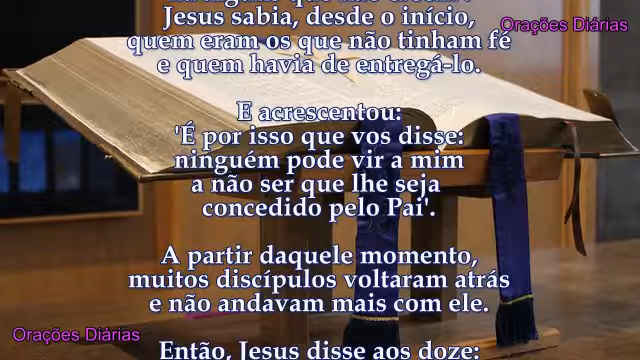 Jesus sabia, desde o início,
Orações Diárias
quem eram os que não tinham fé
e quem havia de entregá-lo.
E acrescentou:
'É por isso que vos disse:
ninguém pode vir a mim
a não ser que lhe seja
concedido pelo Pai'.
A partir daquele momento,
muitos discípulos voltaram atrás
e não andavam mais com ele.
Orações Diárias
Então, Jesus disse aos doze: